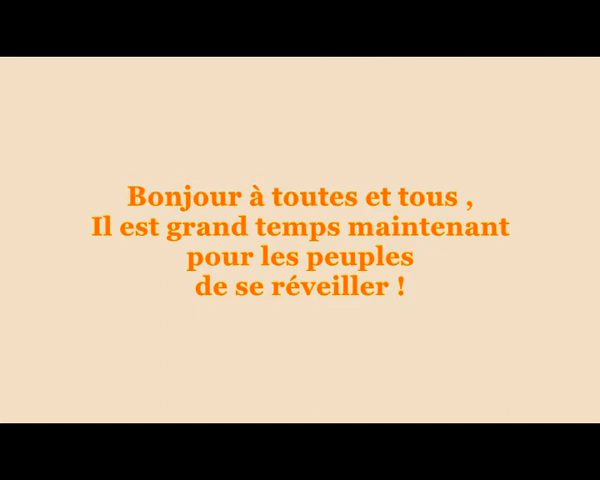 Bonjour à toutes et tous ,
Il est grand temps maintenant
pour les peuples
de se réveiller !